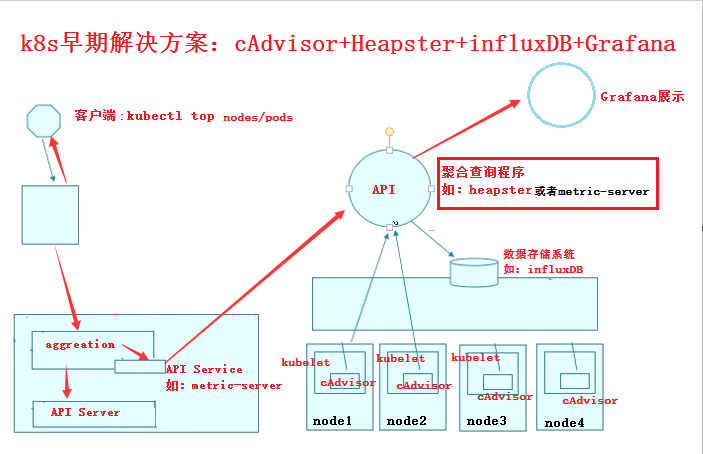 k8s早期解决方案：cAdvisor+Heapster+influxDB+Grafana
客户端:kubectl top nodes/pods
Grafana展示
API
聚合查询程序
如：heapster或者metric-server
数据存储系统
如：influxDB
aggreation
API Service
如：metric-server
API Server
kubelet
kubelet
kubelet
cAdvisor
cAdvisor
cAdvisor
cAdvisor
node1
node2
node3
node4